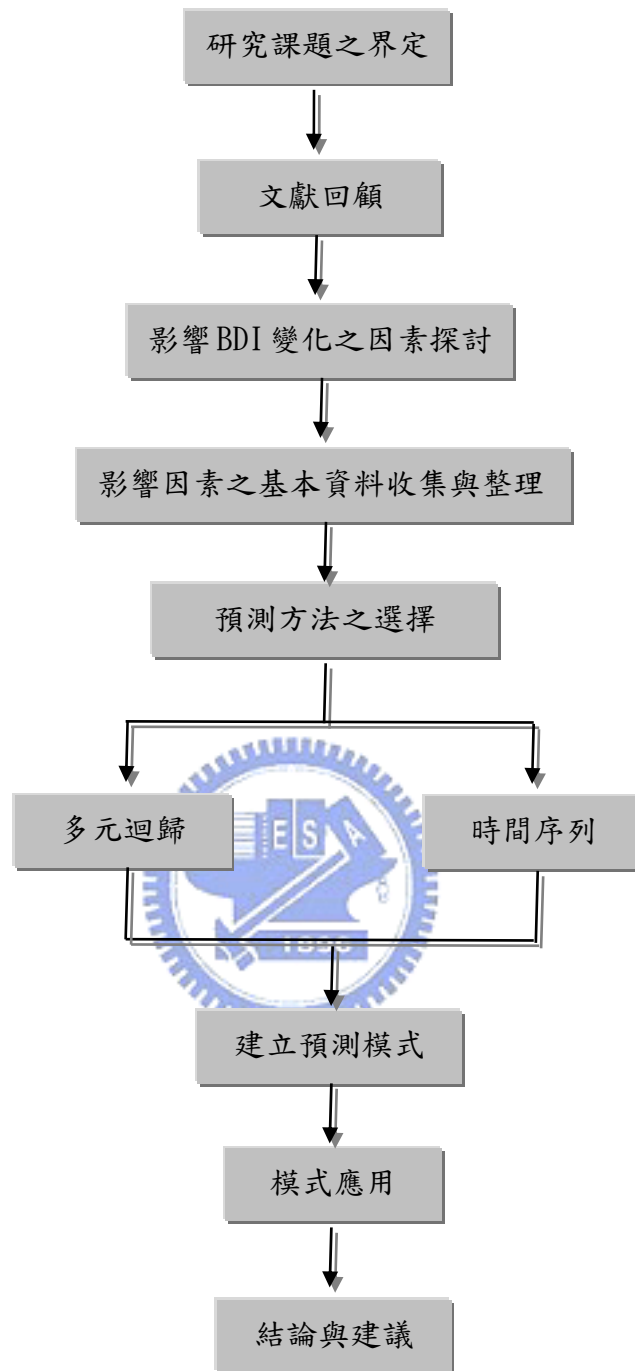 研究課題之界定
文獻回顧
影響BDI變化之因素探討
影響因素之基本資料收集與整理
預測方法之選擇
多元迴歸
時間序列
E S A
1896
建立預測模式
模式應用
結論與建議